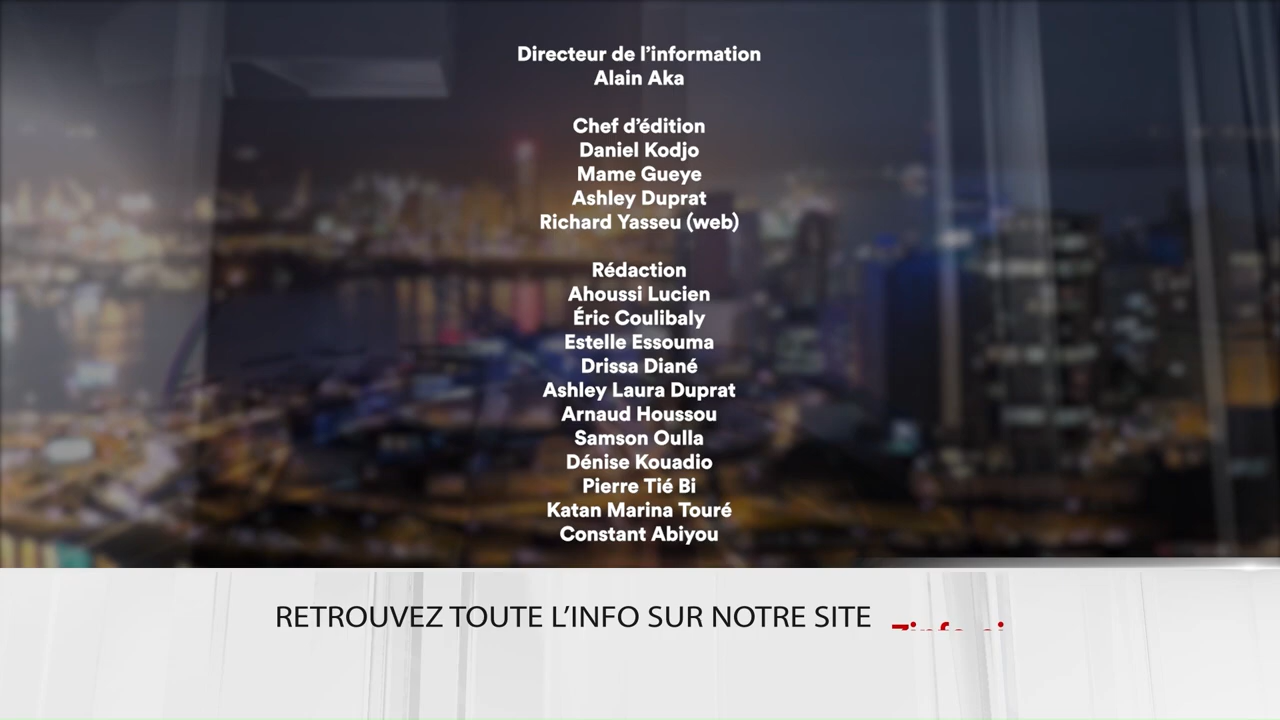 Directeur de l’information
Alain Aka
Chef d’édition
Daniel Kodjo
Mame Gueye
Ashley Duprat
Richard Yasseu (web)
Rédaction
Ahoussi Lucien
Éric Coulibaly
Estelle Essouma
Drissa Diané
Ashley Laura Duprat
Arnaud Houssou
Samson Oulla
Dénise Kouadio
Pierre Tié Bi
Katan Marina Touré
Constant Abiyou
RETROUVEZ TOUTE L’INFO SUR NOTRE SITE